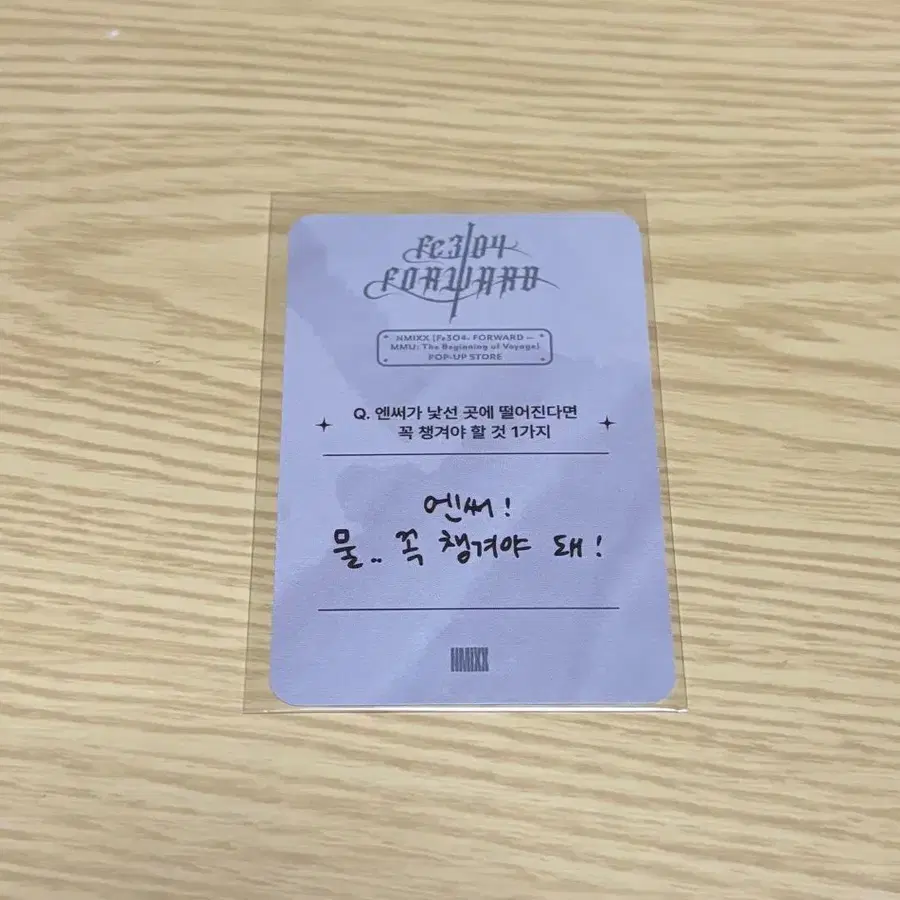 Fe3O4
FORWARD
NMIXX [Fe3O4: FORWARD —
MMU: The Beginning of Voyage]
POP-UP STORE
Q. 엔써가 낯선 곳에 떨어진다면
꼭 챙겨야 할 것 1가지
엔써!
물.. 꼭 챙겨야 돼!
NMIXX